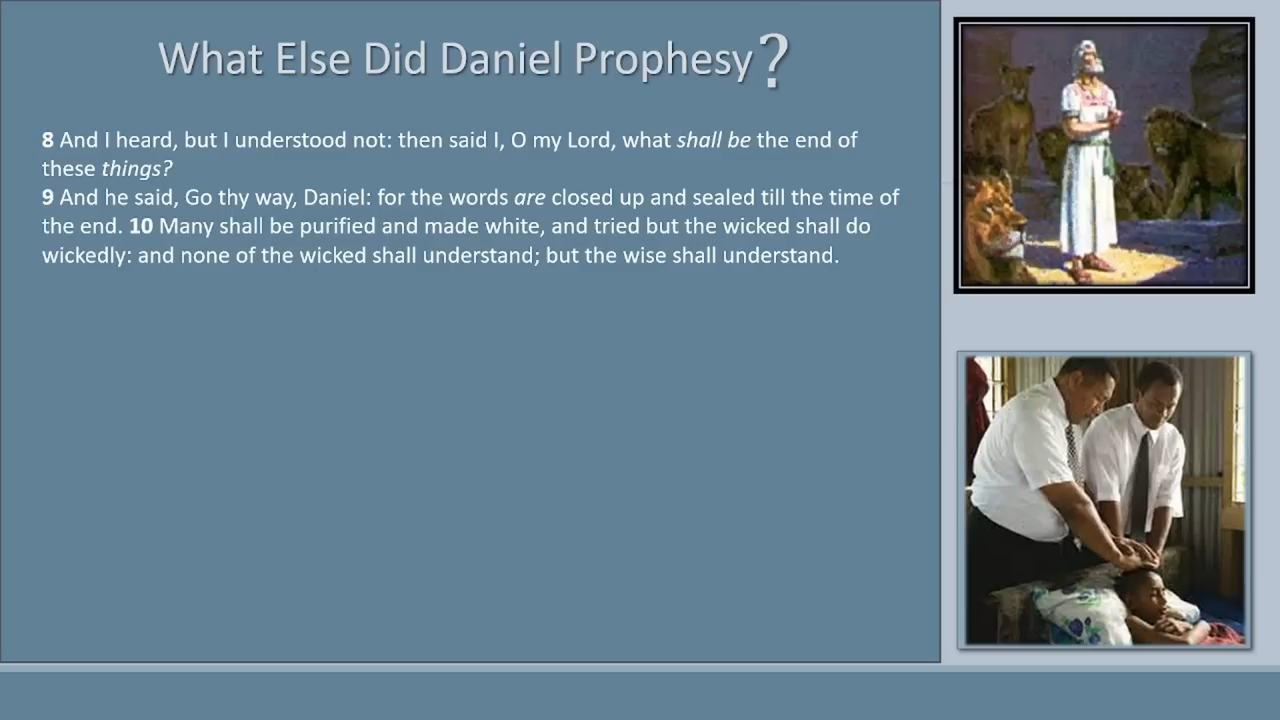 What Else Did Daniel Prophesy?
8 And I heard, but I understood not: then said I, O my Lord, what shall be the end of
these things?
9 And he said, Go thy way, Daniel: for the words are closed up and sealed till the time of
the end. 10 Many shall be purified and made white, and tried but the wicked shall do
wickedly: and none of the wicked shall understand; but the wise shall understand.